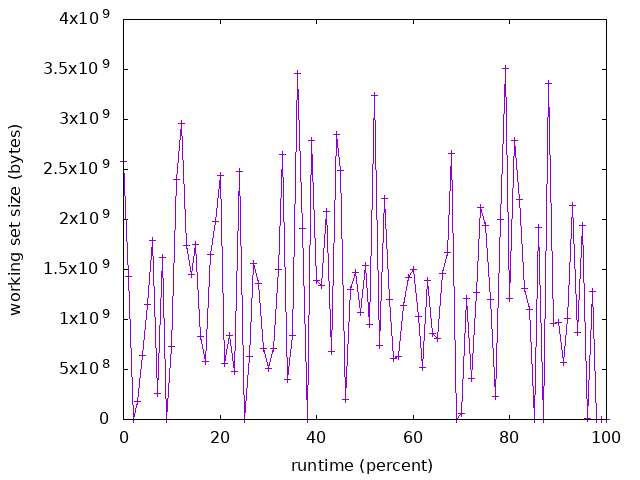 4x10^9
3.5x10^9
3x10^9
2.5x10^9
2x10^9
1.5x10^9
1x10^9
5x10^8
0
0 20 40 60 80 100
working set size (bytes)
runtime (percent)